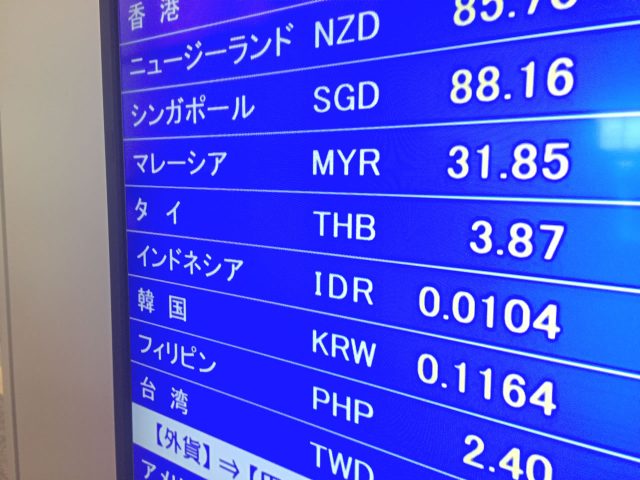 香港
ニュージーランド NZD
シンガポール SGD 88.16
マレーシア MYR 31.85
タイ THB 3.87
インドネシア IDR 0.0104
韓国 KRW 0.1164
フィリピン PHP 2.40
台湾 TWD
【外貨】⇒【
アメリ